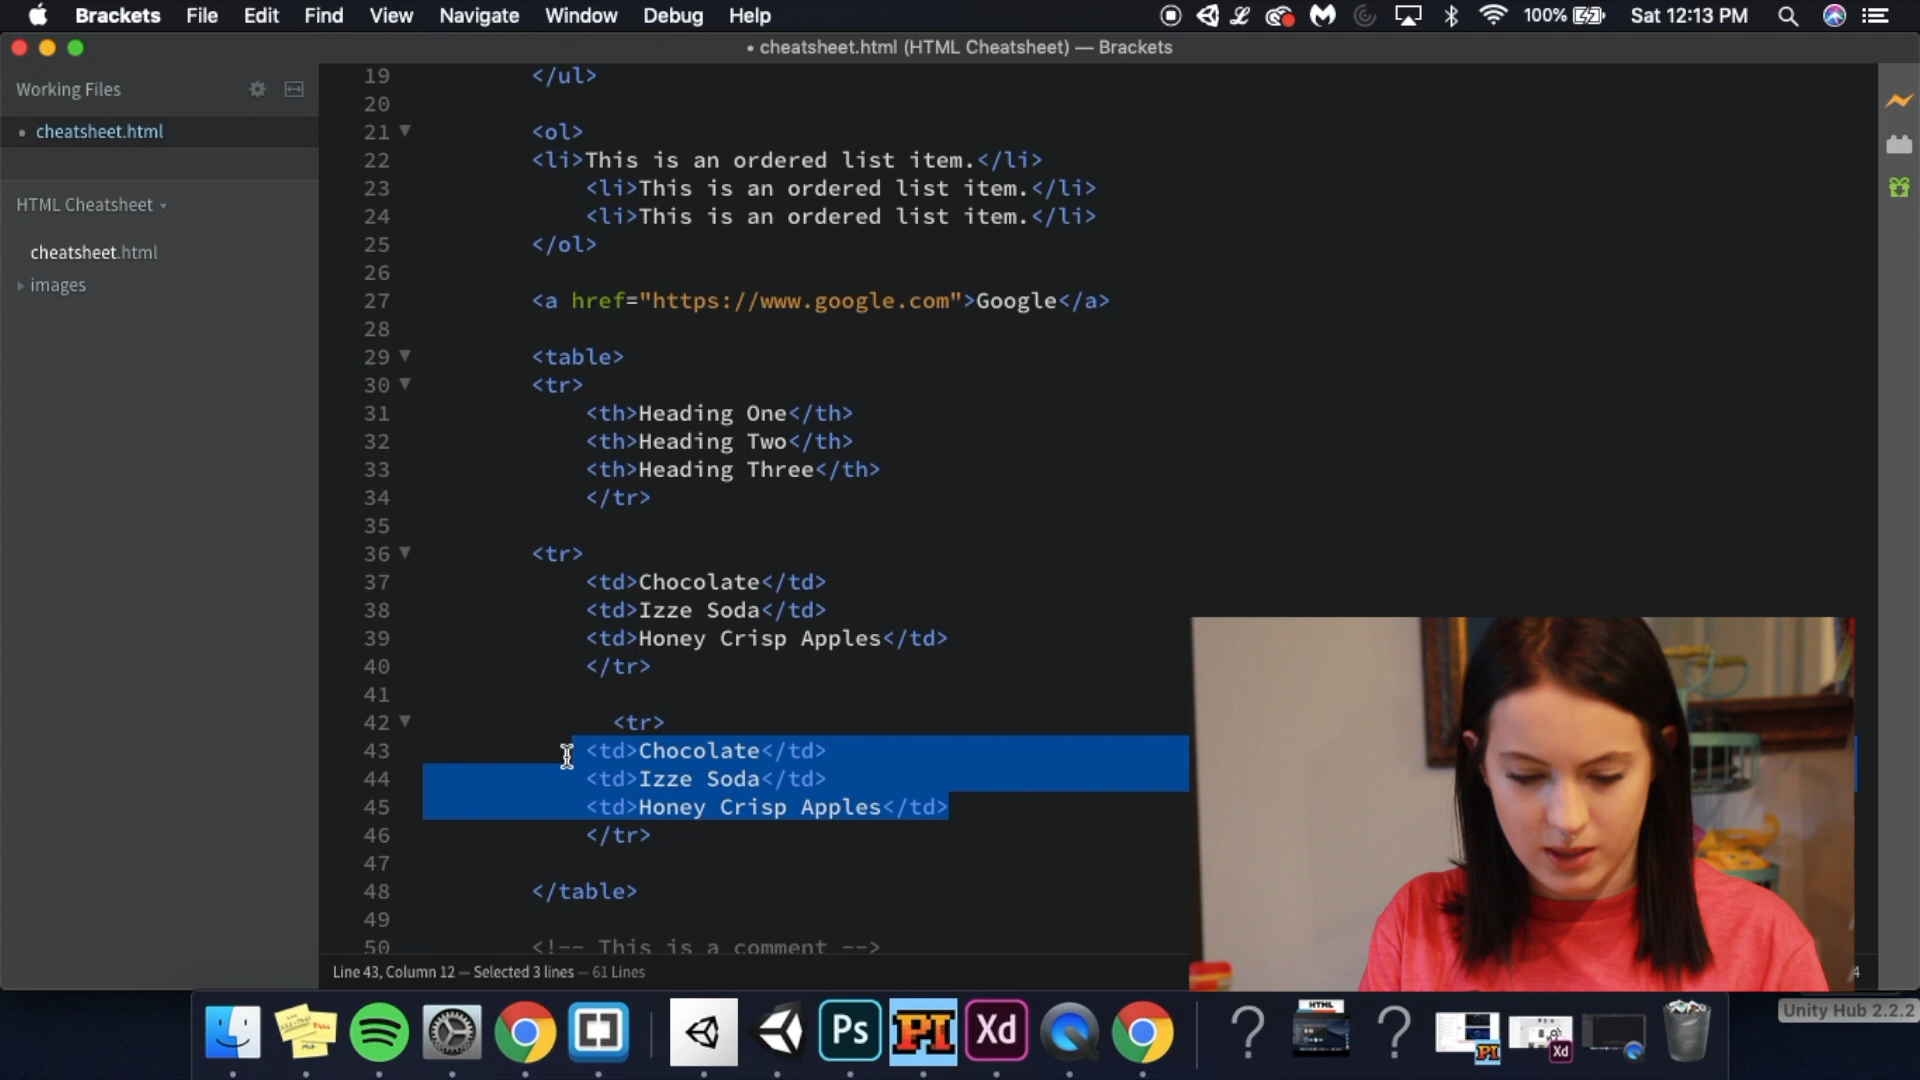 Brackets File Edit Find View Navigate Window Debug Help 100% Sat 12:13 PM
• cheatsheet.html (HTML Cheatsheet) — Brackets
Working Files
• cheatsheet.html
HTML Cheatsheet
cheatsheet.html
images
19 </ul>
20
21 <ol>
22 <li>This is an ordered list item.</li>
23 <li>This is an ordered list item.</li>
24 <li>This is an ordered list item.</li>
25 </ol>
26
27 <a href="https://www.google.com">Google</a>
28
29 <table>
30 <tr>
31 <th>Heading One</th>
32 <th>Heading Two</th>
33 <th>Heading Three</th>
34 </tr>
35
36 <tr>
37 <td>Chocolate</td>
38 <td>Izze Soda</td>
39 <td>Honey Crisp Apples</td>
40 </tr>
41
42 <tr>
43 <td>Chocolate</td>
44 <td>Izze Soda</td>
45 <td>Honey Crisp Apples</td>
46 </tr>
47
48 </table>
49
50 <!-- This is a comment -->
Line 43, Column 12 — Selected 3 lines — 61 Lines
4
Unity Hub 2.2.2
Ps PI Xd ? HTML ?
PI Xd